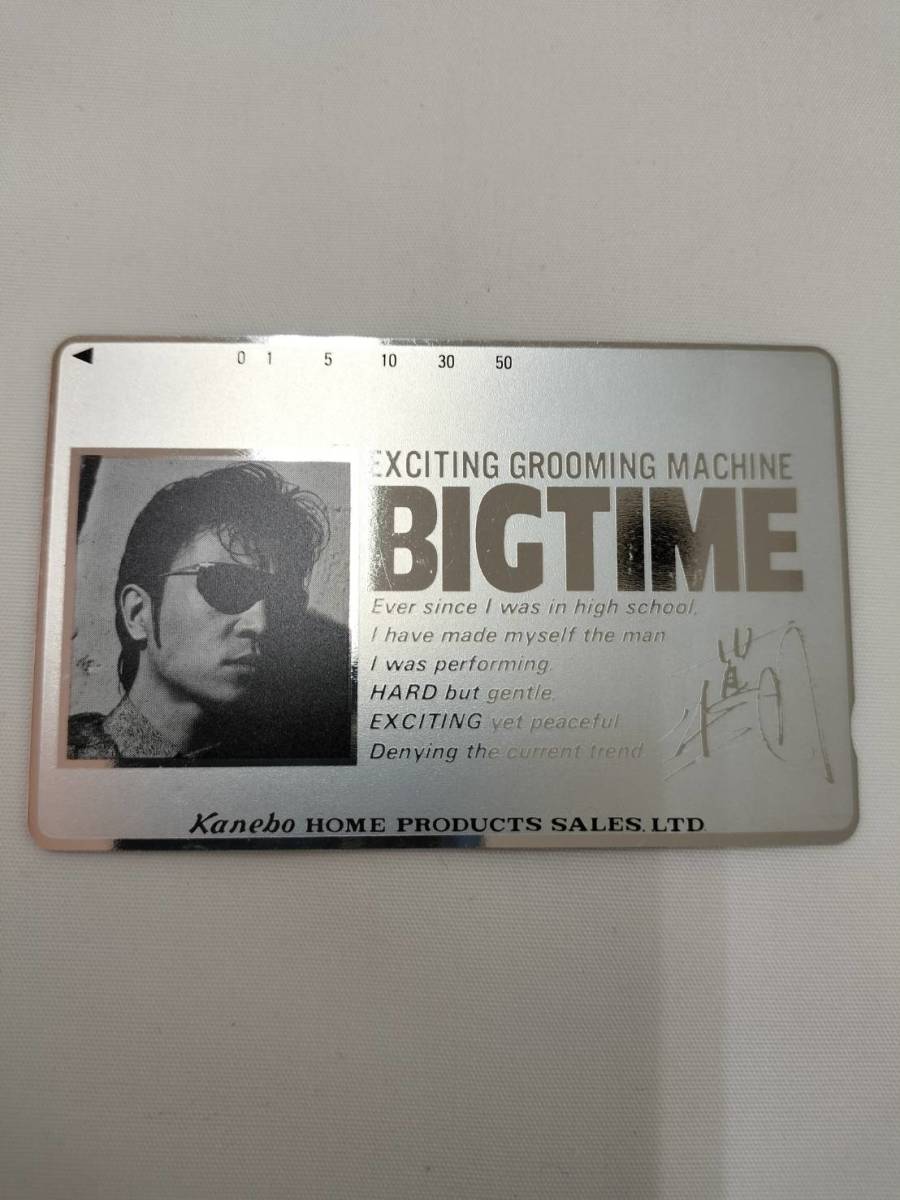 0 1 5 10 30 50
EXCITING GROOMING MACHINE
BIGTIME
Ever since I was in high school,
I have made myself the man
I was performing.
HARD but gentle.
EXCITING yet peaceful.
Denying the current trend
Kanebo HOME PRODUCTS SALES. LTD.